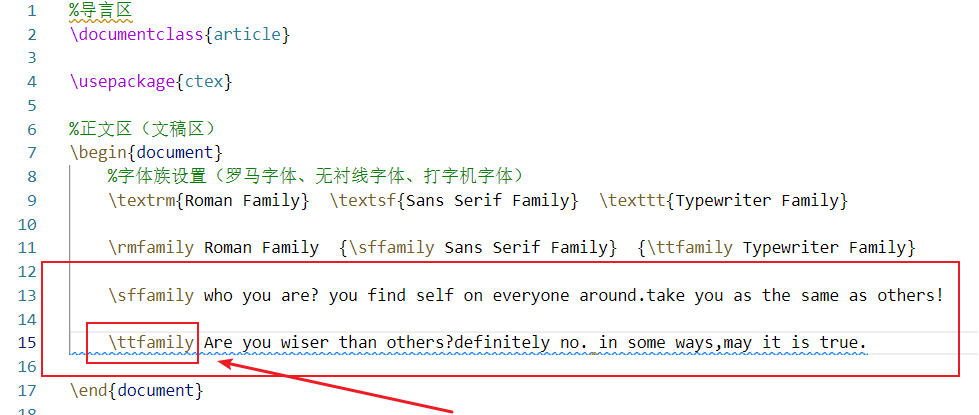 1 %导言区
2 \documentclass{article}
3
4 \usepackage{ctex}
5
6 %正文区（文稿区）
7 \begin{document}
8 %字体族设置（罗马字体、无衬线字体、打字机字体）
9 \textrm{Roman Family} \textsf{Sans Serif Family} \texttt{Typewriter Family}
10
11 \rmfamily Roman Family {\sffamily Sans Serif Family} {\ttfamily Typewriter Family}
12
13 \sffamily who you are? you find self on everyone around.take you as the same as others!
14
15 \ttfamily Are you wiser than others?definitely no. in some ways,may it is true.
16
17 \end{document}
18